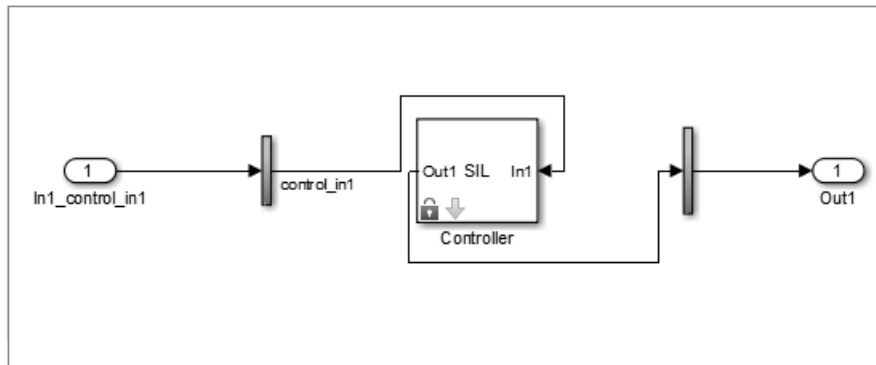 1
In1_control_in1
control_in1
Out1 SIL In1
Controller
1
Out1